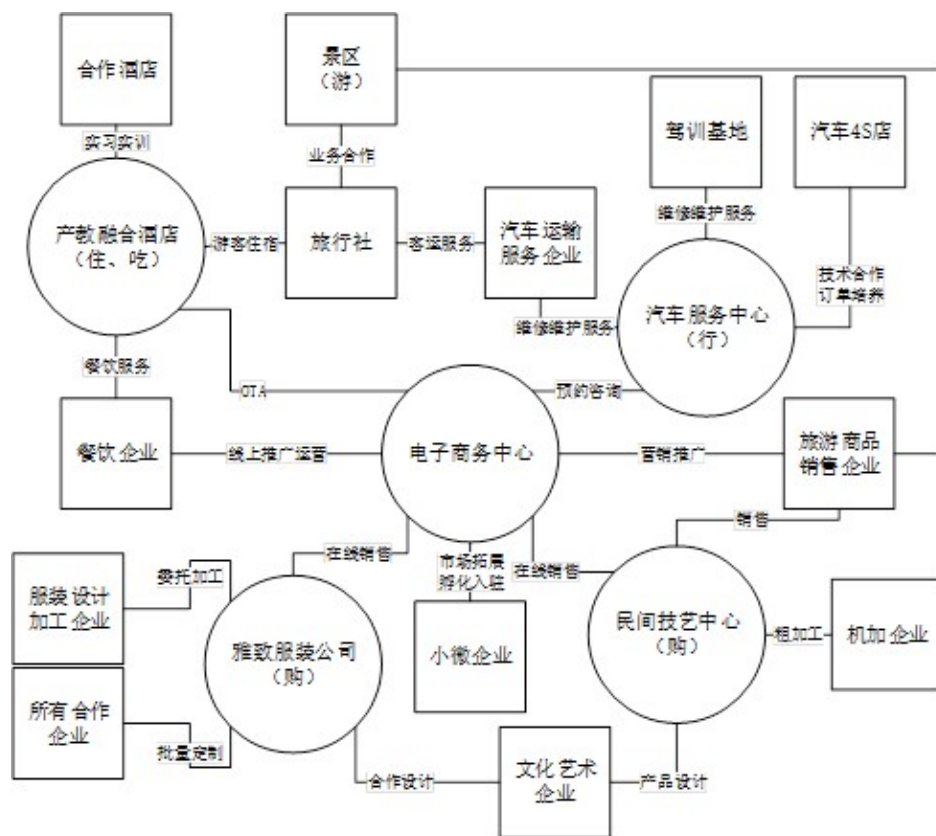 合作酒店
景区
（游）
驾训基地
汽车4S店
实习实训
业务合作
维修维护服务
产教融合酒店
（住、吃）
游客住宿
旅行社
客运服务
汽车运输
服务企业
技术合作
订单培养
维修维护服务
汽车服务中心
（行）
餐饮服务
OTA
预约咨询
餐饮企业
线上推广运营
电子商务中心
营销推广
旅游商品
销售企业
销售
在线销售
市场拓展
孵化入驻
在线销售
委托加工
服装设计
加工企业
雅致服装公司
（购）
小微企业
民间技艺中心
（购）
粗加工
机加企业
所有合作
企业
批量定制
合作设计
文化艺术
企业
产品设计